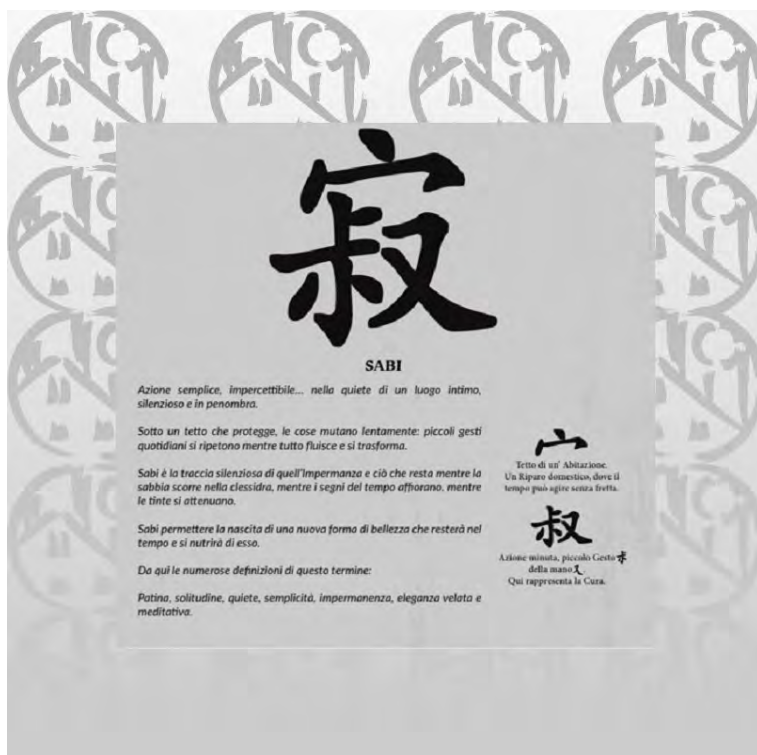 寂
SABI
Azione semplice, impercettibile... nella quiete di un luogo intimo,
silenzioso e in penombra.
Sotto un tetto che protegge, le cose mutano lentamente: piccoli gesti
quotidiani si ripetono mentre tutto fluisce e si trasforma.
Sabi è la traccia silenziosa di quell'Impermanza e ciò che resta mentre la
sabbia scorre nella clessidra, mentre i segni del tempo affiorano, mentre
le tinte si attenuano.
Sabi permettere la nascita di una nuova forma di bellezza che resterà nel
tempo e si nutrirà di esso.
Da qui le numerose definizioni di questo termine:
Patina, solitudine, quiete, semplicità, impermanenza, eleganza velata e
meditativa.
宀
Tetto di un' Abitazione.
Un Riparo domestico, dove il
tempo può agire senza fretta.
叔
Azione minuta, piccolo Gesto 尗
della mano 又
Qui rappresenta la Cura.